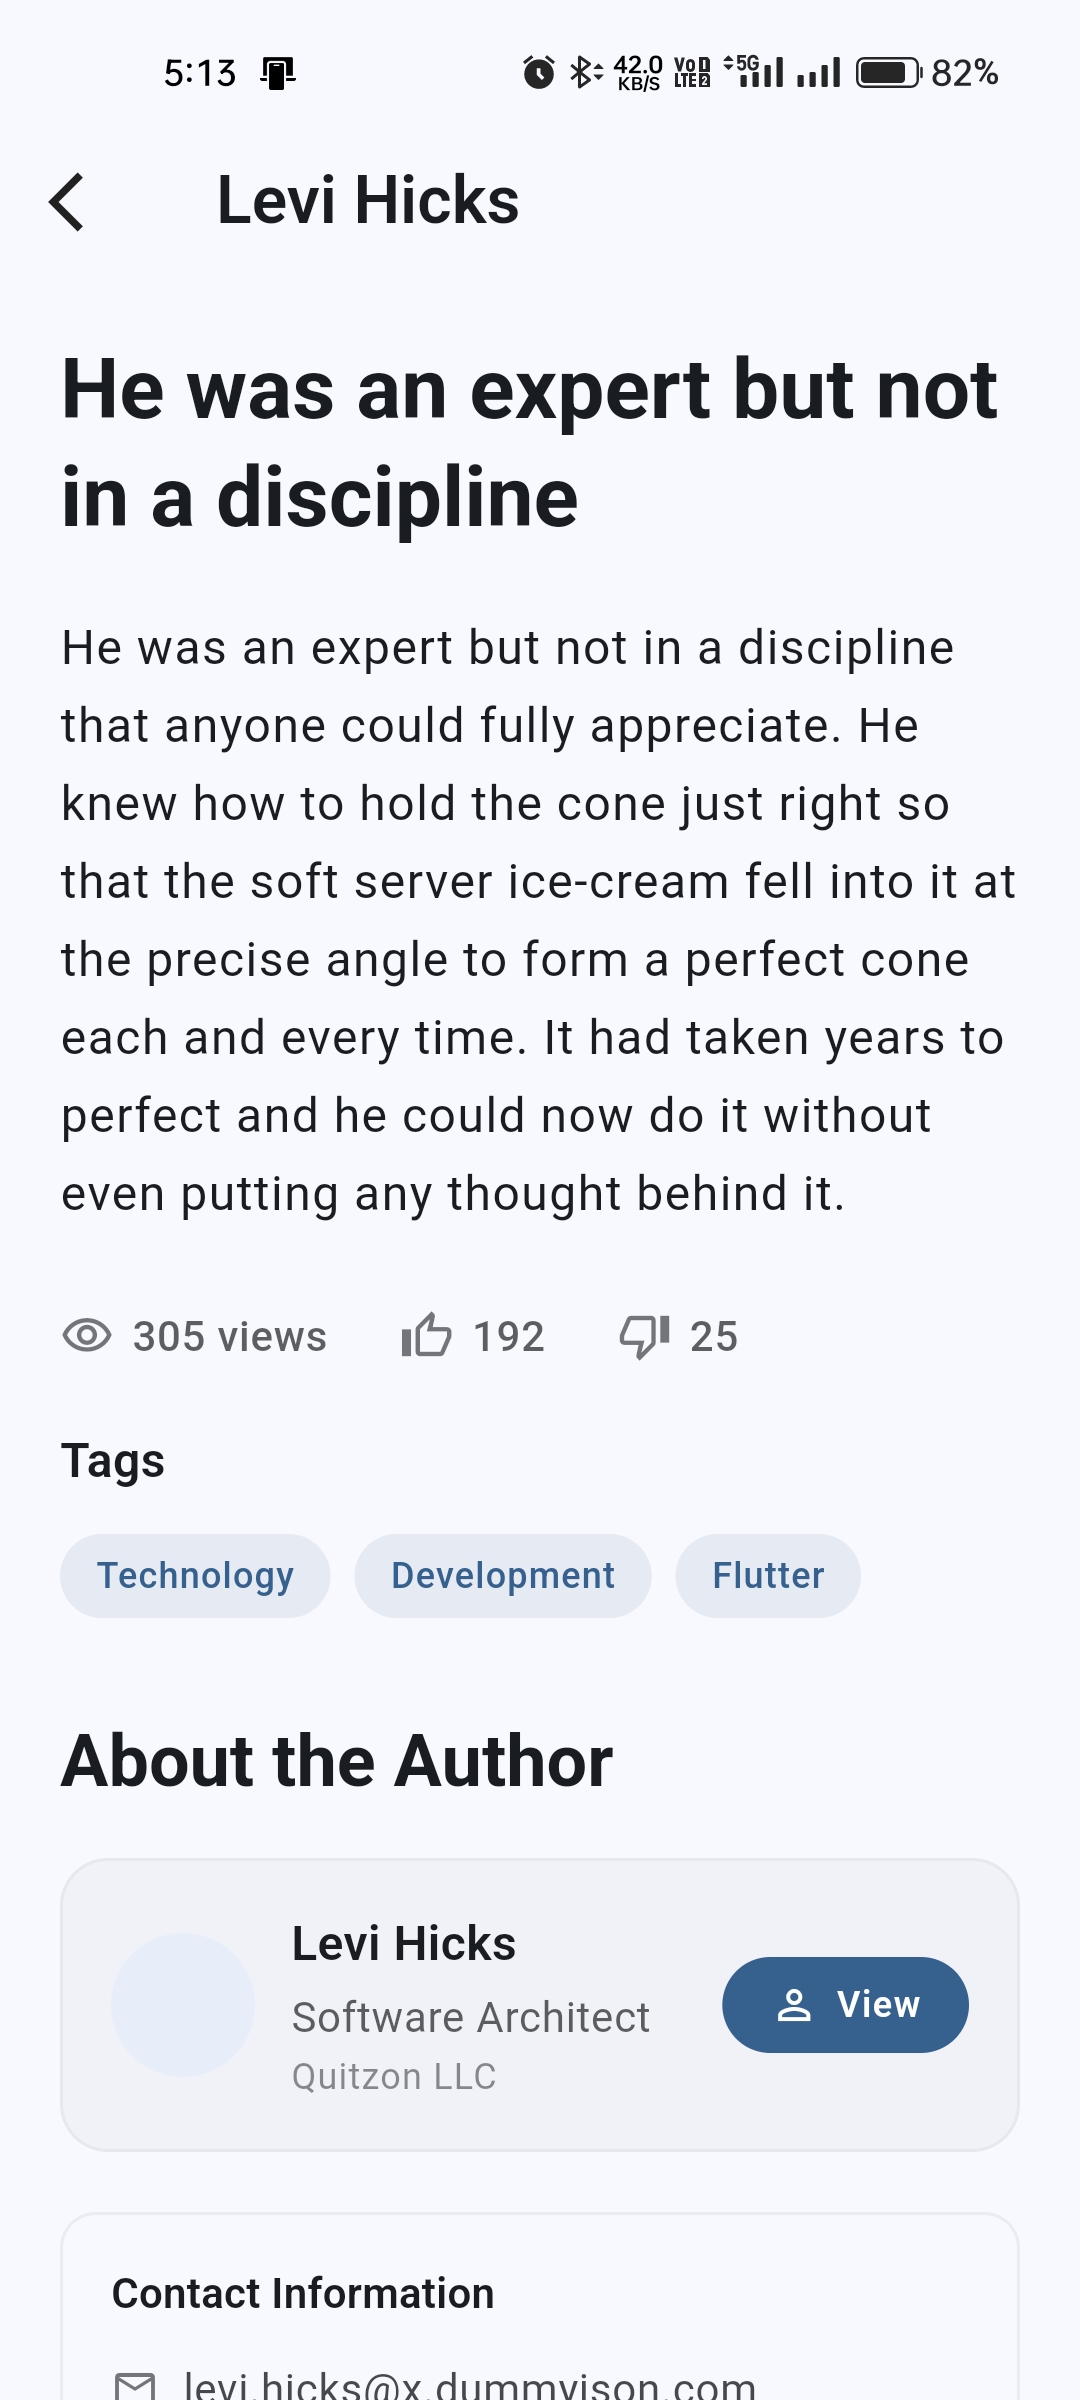 5:13 42.0 KB/S VoD LTE 2 5G 82%
Levi Hicks
He was an expert but not
in a discipline
He was an expert but not in a discipline
that anyone could fully appreciate. He
knew how to hold the cone just right so
that the soft server ice-cream fell into it at
the precise angle to form a perfect cone
each and every time. It had taken years to
perfect and he could now do it without
even putting any thought behind it.
305 views 192 25
Tags
Technology Development Flutter
About the Author
Levi Hicks
Software Architect
View
Quitzon LLC
Contact Information
levi.hicks@x.dummyjson.com